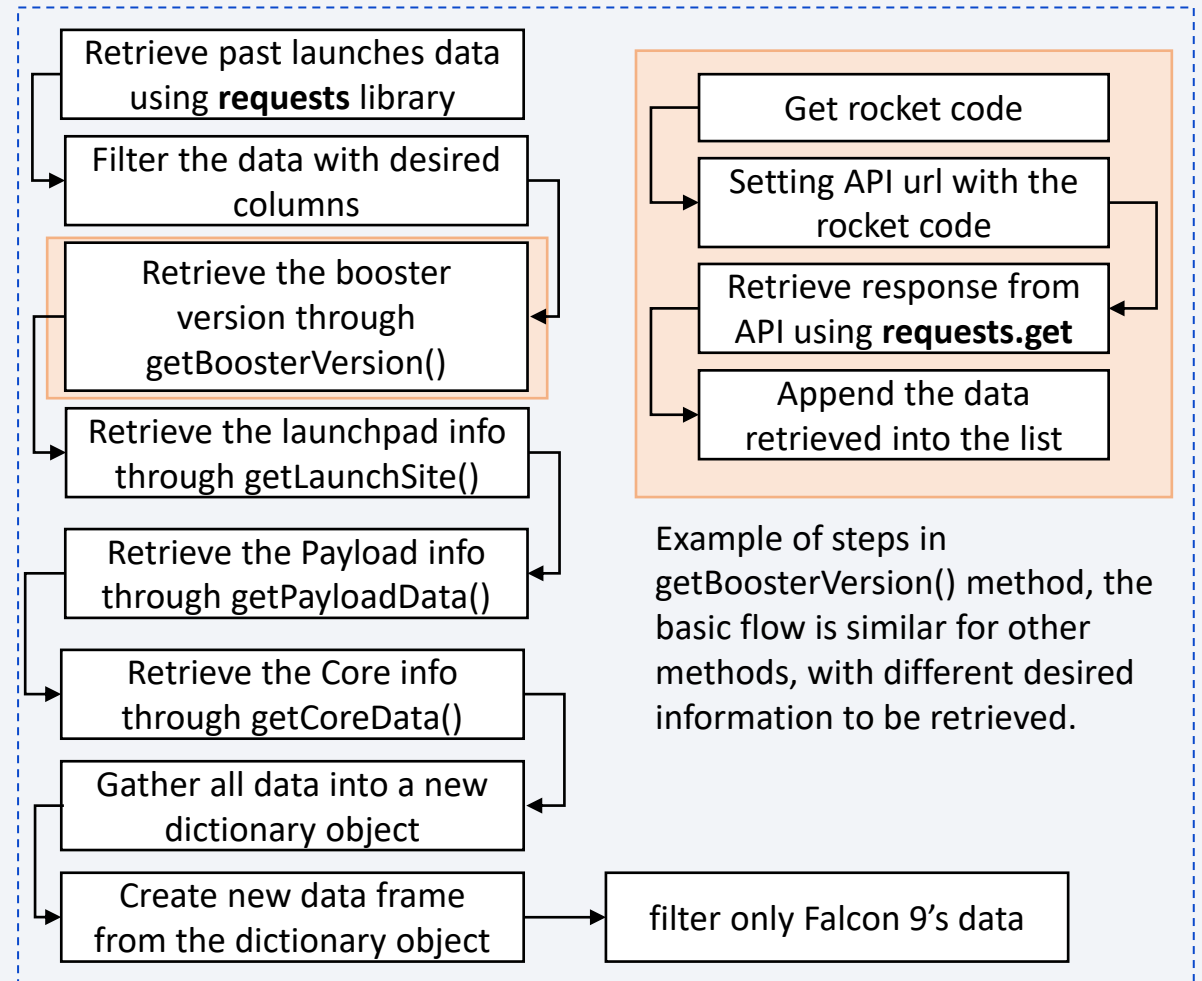 Retrieve past launches data
using requests library
Filter the data with desired
columns
Retrieve the booster
version through
getBoosterVersion()
Retrieve the launchpad info
through getLaunchSite()
Retrieve the Payload info
through getPayloadData()
Retrieve the Core info
through getCoreData()
Gather all data into a new
dictionary object
Create new data frame
from the dictionary object
filter only Falcon 9’s data
Get rocket code
Setting API url with the
rocket code
Retrieve response from
API using requests.get
Append the data
retrieved into the list
Example of steps in
getBoosterVersion() method, the
basic flow is similar for other
methods, with different desired
information to be retrieved.